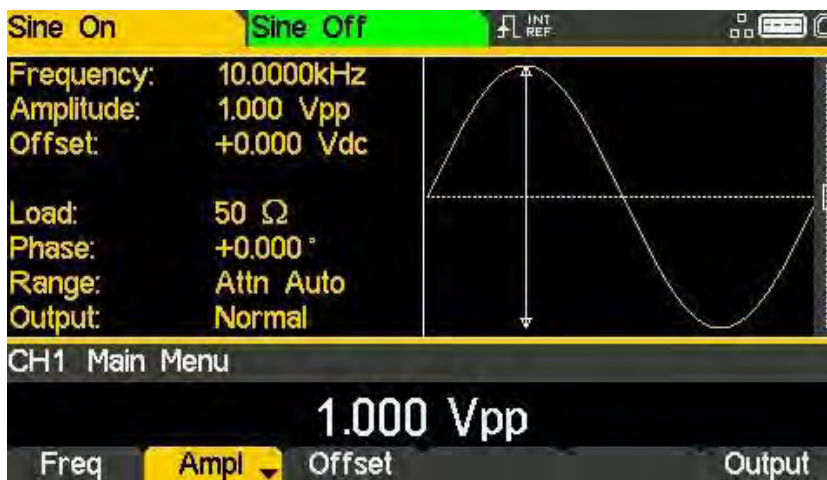 Sine On Sine Off INT REF
Frequency: 10.0000kHz
Amplitude: 1.000 Vpp
Offset: +0.000 Vdc
Load: 50 Ω
Phase: +0.000 °
Range: Attn Auto
Output: Normal
CH1 Main Menu
1.000 Vpp
Freq Ampl Offset Output